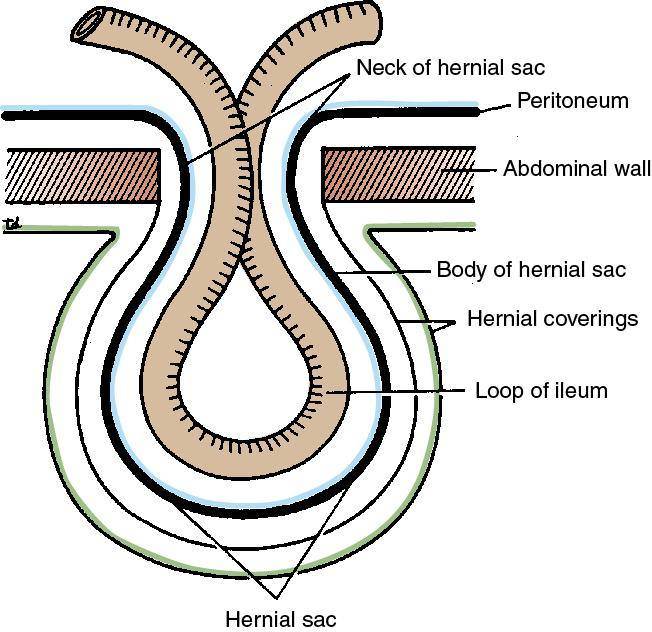 Neck of hernial sac
Peritoneum
Abdominal wall
Body of hernial sac
Hernial coverings
Loop of ileum
Hernial sac